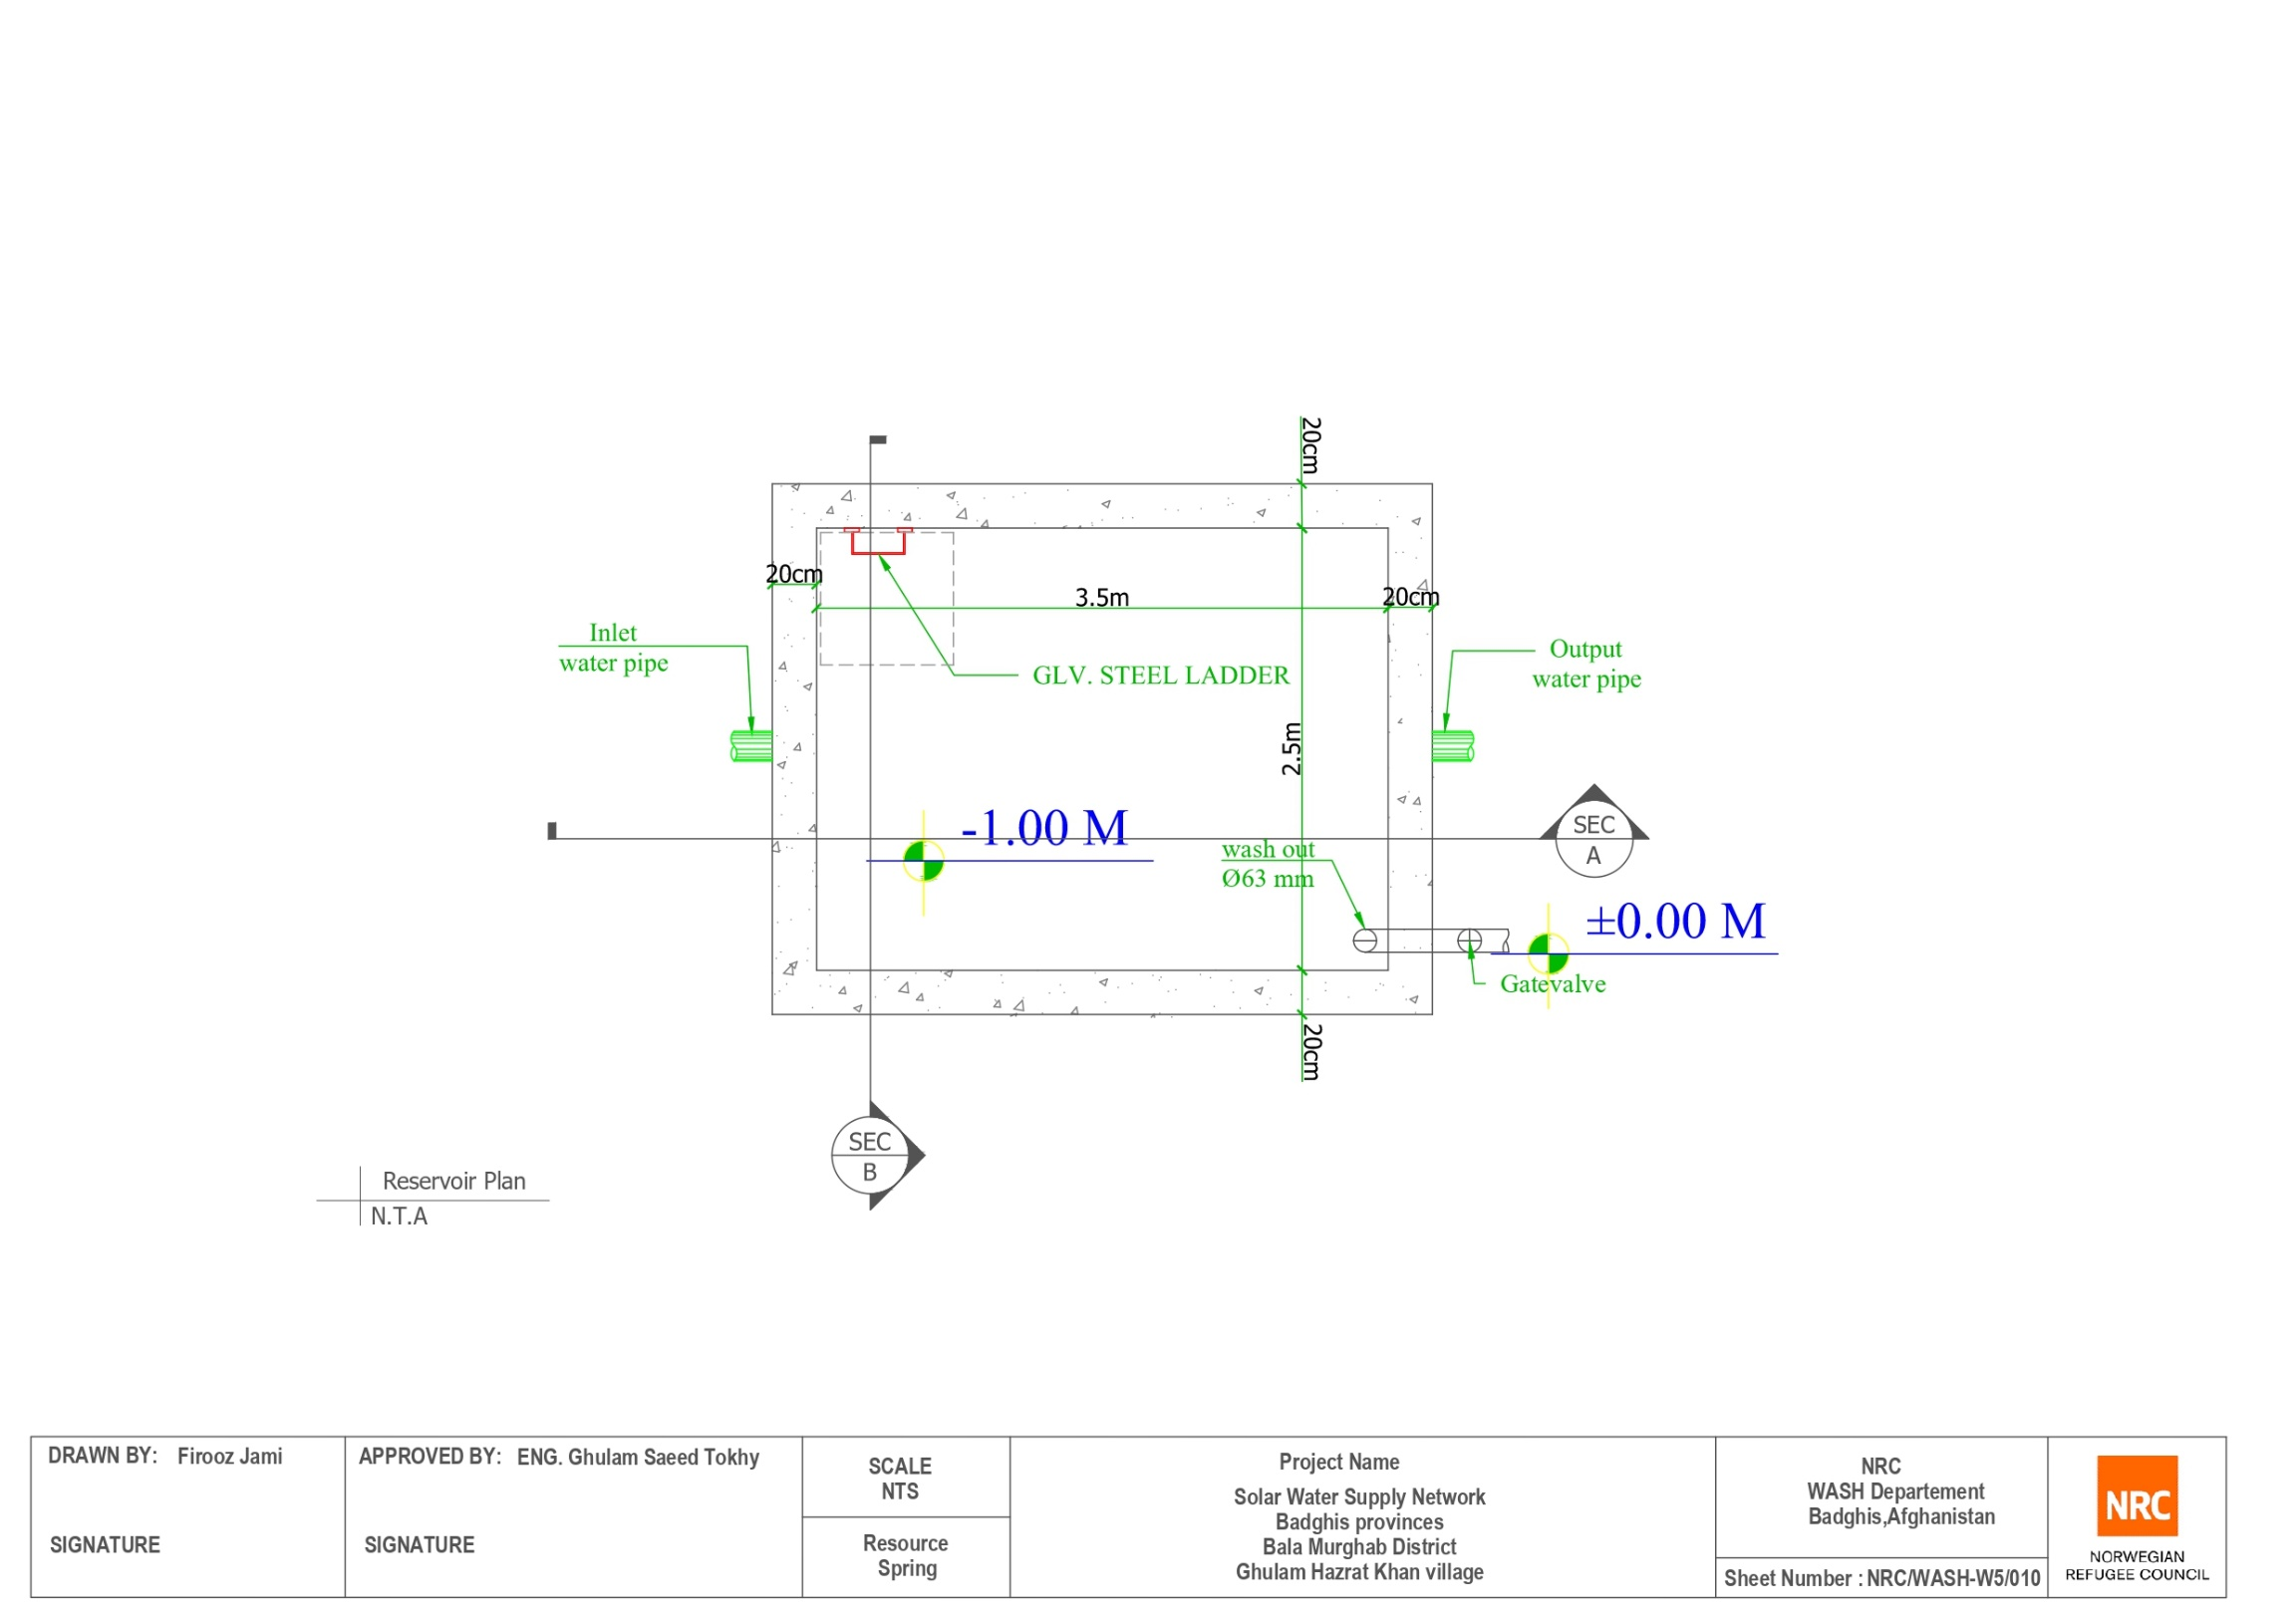 20cm
20cm
3.5m
20cm
Inlet
water pipe
Output
water pipe
GLV. STEEL LADDER
2.5m
-1.00 M
SEC
A
wash out
Ø63 mm
±0.00 M
Gatevalve
20cm
SEC
B
Reservoir Plan
N.T.A
DRAWN BY: Firooz Jami
SIGNATURE
APPROVED BY: ENG. Ghulam Saeed Tokhy
SIGNATURE
SCALE
NTS
Resource
Spring
Project Name
Solar Water Supply Network
Badghis provinces
Bala Murghab District
Ghulam Hazrat Khan village
NRC
WASH Departement
Badghis,Afghanistan
Sheet Number : NRC/WASH-W5/010
NRC
NORWEGIAN
REFUGEE COUNCIL